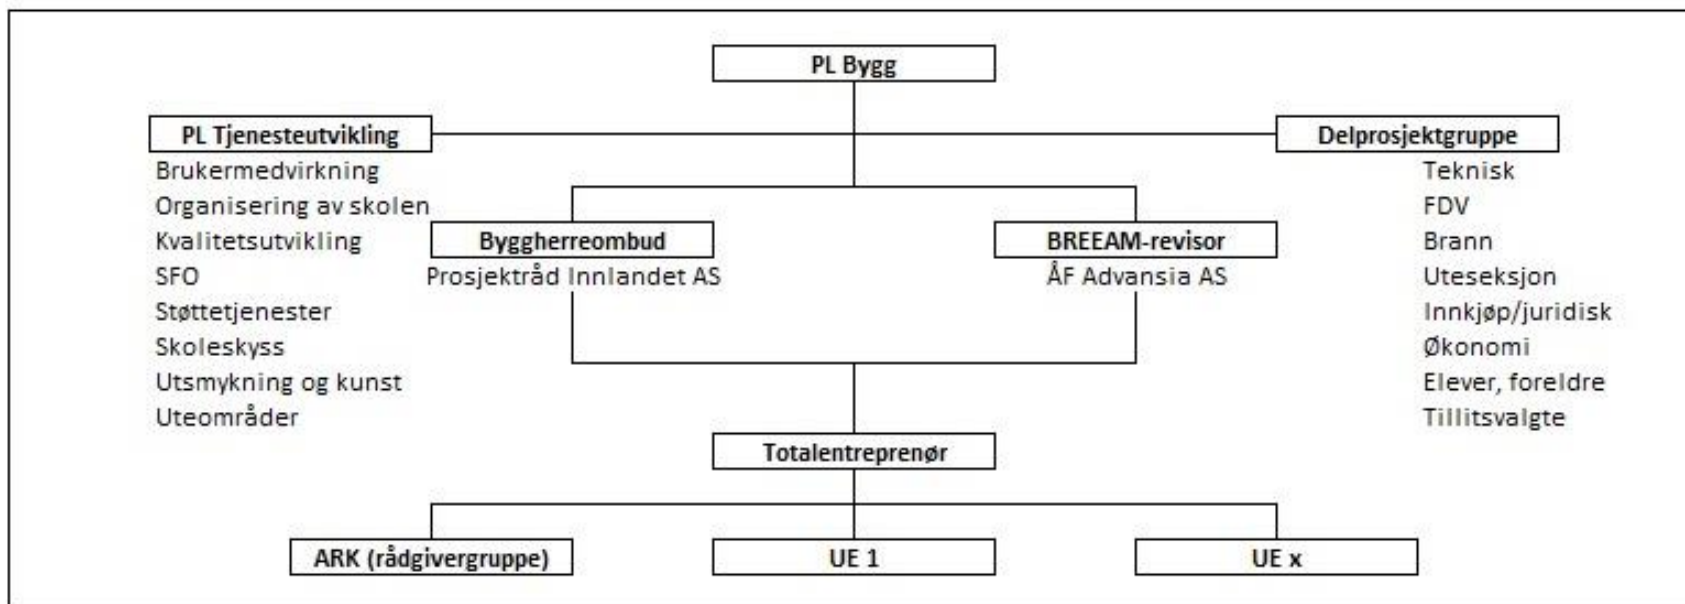 PL Bygg
PL Tjenesteutvikling
Brukermedvirkning
Organisering av skolen
Kvalitetsutvikling
SFO
Støttetjenester
Skoleskyss
Utsmykning og kunst
Uteområder
Byggherreombud
Prosjektråd Innlandet AS
BREEAM-revisor
ÅF Advansia AS
Delprosjektgruppe
Teknisk
FDV
Brann
Uteseksjon
Innkjøp/juridisk
Økonomi
Elever, foreldre
Tillitsvalgte
Totalentreprenør
ARK (rådgivergruppe)
UE 1
UE x